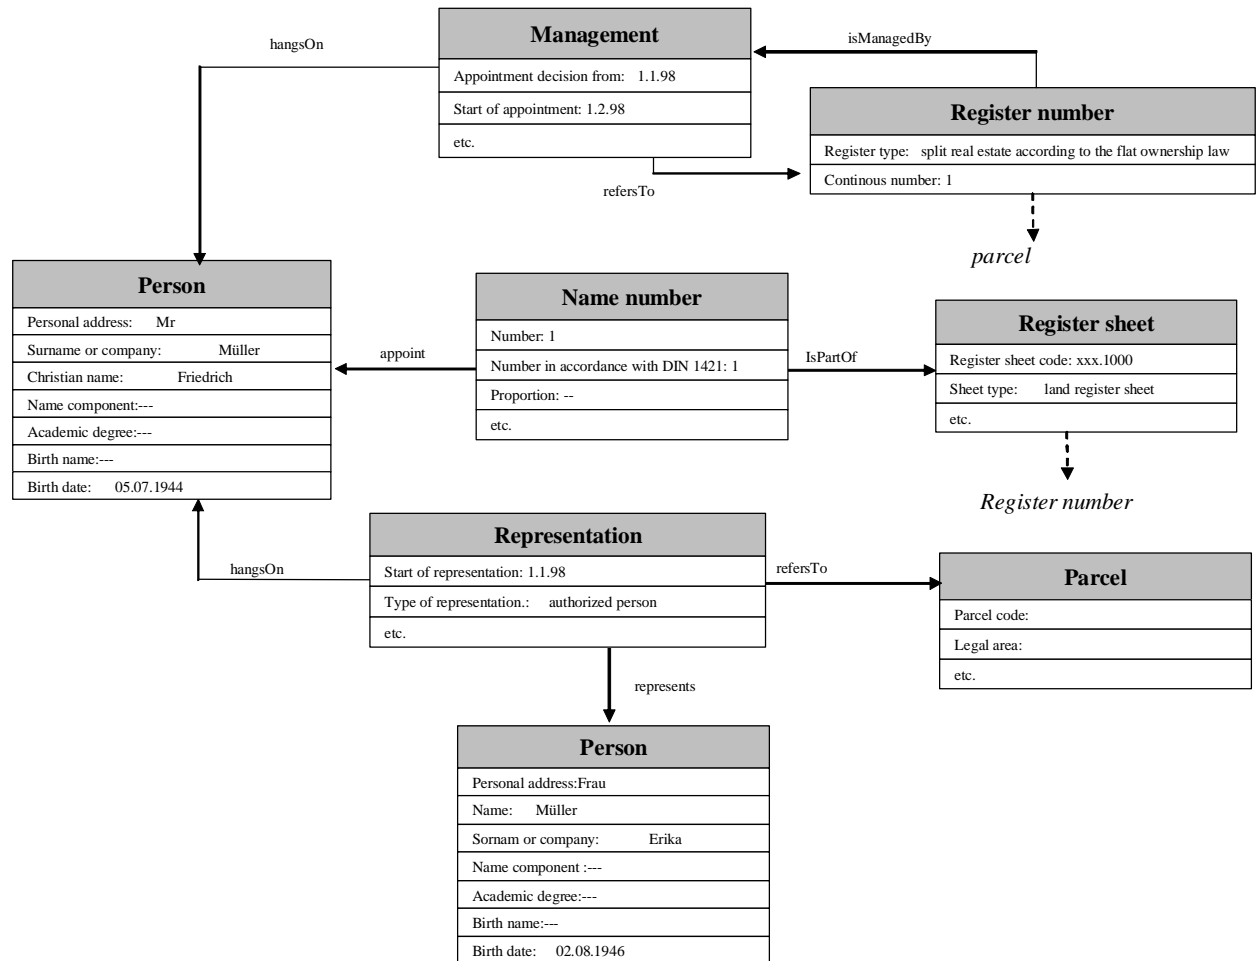 Management
Appointment decision from: 1.1.98
Start of appointment: 1.2.98
etc.
hangsOn
isManagedBy
Register number
Register type: split real estate according to the flat ownership law
Continous number: 1
refersTo
parcel
Person
Personal address: Mr
Surname or company: Müller
Christian name: Friedrich
Name component:---
Academic degree:---
Birth name:---
Birth date: 05.07.1944
appoint
Name number
Number: 1
Number in accordance with DIN 1421: 1
Proportion: --
etc.
IsPartOf
Register sheet
Register sheet code: xxx.1000
Sheet type: land register sheet
etc.
Register number
hangsOn
Representation
Start of representation: 1.1.98
Type of representation.: authorized person
etc.
refersTo
Parcel
Parcel code:
Legal area:
etc.
represents
Person
Personal address:Frau
Name: Müller
Sornam or company: Erika
Name component :---
Academic degree:---
Birth name:---
Birth date: 02.08.1946